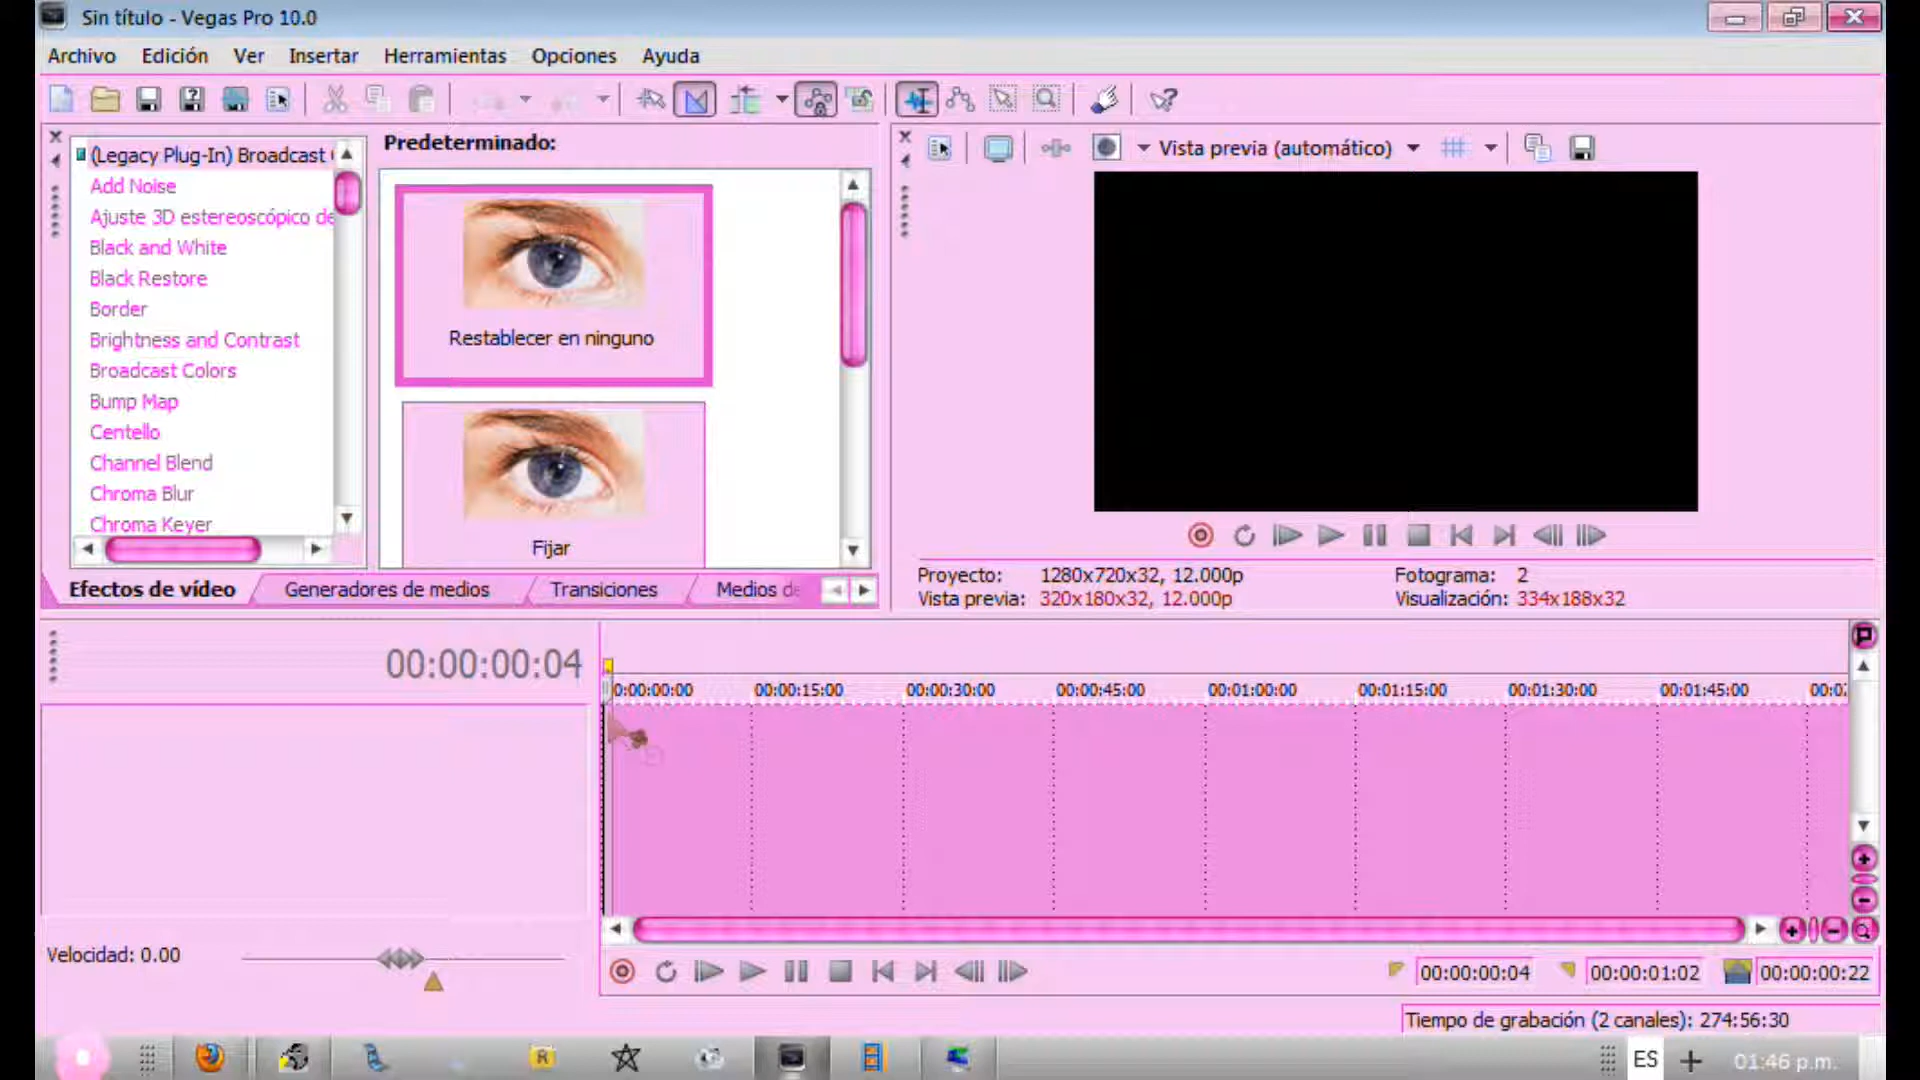 Sin título - Vegas Pro 10.0
Archivo Edición Ver Insertar Herramientas Opciones Ayuda
(Legacy Plug-In) Broadcast
Add Noise
Ajuste 3D estereoscópico de
Black and White
Black Restore
Border
Brightness and Contrast
Broadcast Colors
Bump Map
Centello
Channel Blend
Chroma Blur
Chroma Keyer
Predeterminado:
Restablecer en ninguno
Fijar
Efectos de vídeo Generadores de medios Transiciones Medios de
Vista previa (automático)
Proyecto: 1280x720x32, 12.000p Fotograma: 2
Vista previa: 320x180x32, 12.000p Visualización: 334x188x32
00:00:00:04
0:00:00:00 00:00:15:00 00:00:30:00 00:00:45:00 00:01:00:00 00:01:15:00 00:01:30:00 00:01:45:00 00:0
Velocidad: 0.00
00:00:00:04 00:00:01:02 00:00:00:22
Tiempo de grabación (2 canales): 274:56:30
R ES 01:46 p.m.